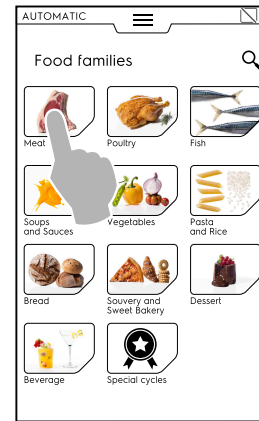 AUTOMATIC
Food families
Meat
Poultry
Fish
Soups
and Sauces
Vegetables
Pasta
and Rice
Bread
Souvery and
Sweet Bakery
Dessert
Beverage
Special cycles